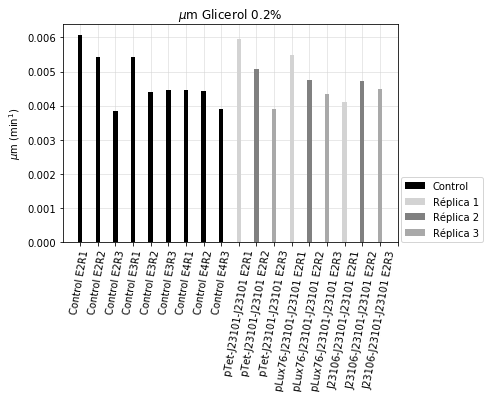 μm Glicerol 0.2%
0.006
0.005
0.004
0.003
0.002
0.001
0.000
μm (min¹)
Control E2R1
Control E2R2
Control E2R3
Control E3R1
Control E3R2
Control E3R3
Control E4R1
Control E4R2
Control E4R3
pTet-J23101-J23101 E2R1
pTet-J23101-J23101 E2R2
pTet-J23101-J23101 E2R3
pLux76-J23101-J23101 E2R1
pLux76-J23101-J23101 E2R2
pLux76-J23101-J23101 E2R3
J23106-J23101-J23101 E2R1
J23106-J23101-J23101 E2R2
J23106-J23101-J23101 E2R3
Control
Réplica 1
Réplica 2
Réplica 3